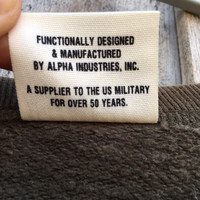 FUNCTIONALLY DESIGNED
& MANUFACTURED
BY ALPHA INDUSTRIES, INC.
A SUPPLIER TO THE US MILITARY
FOR OVER 50 YEARS.